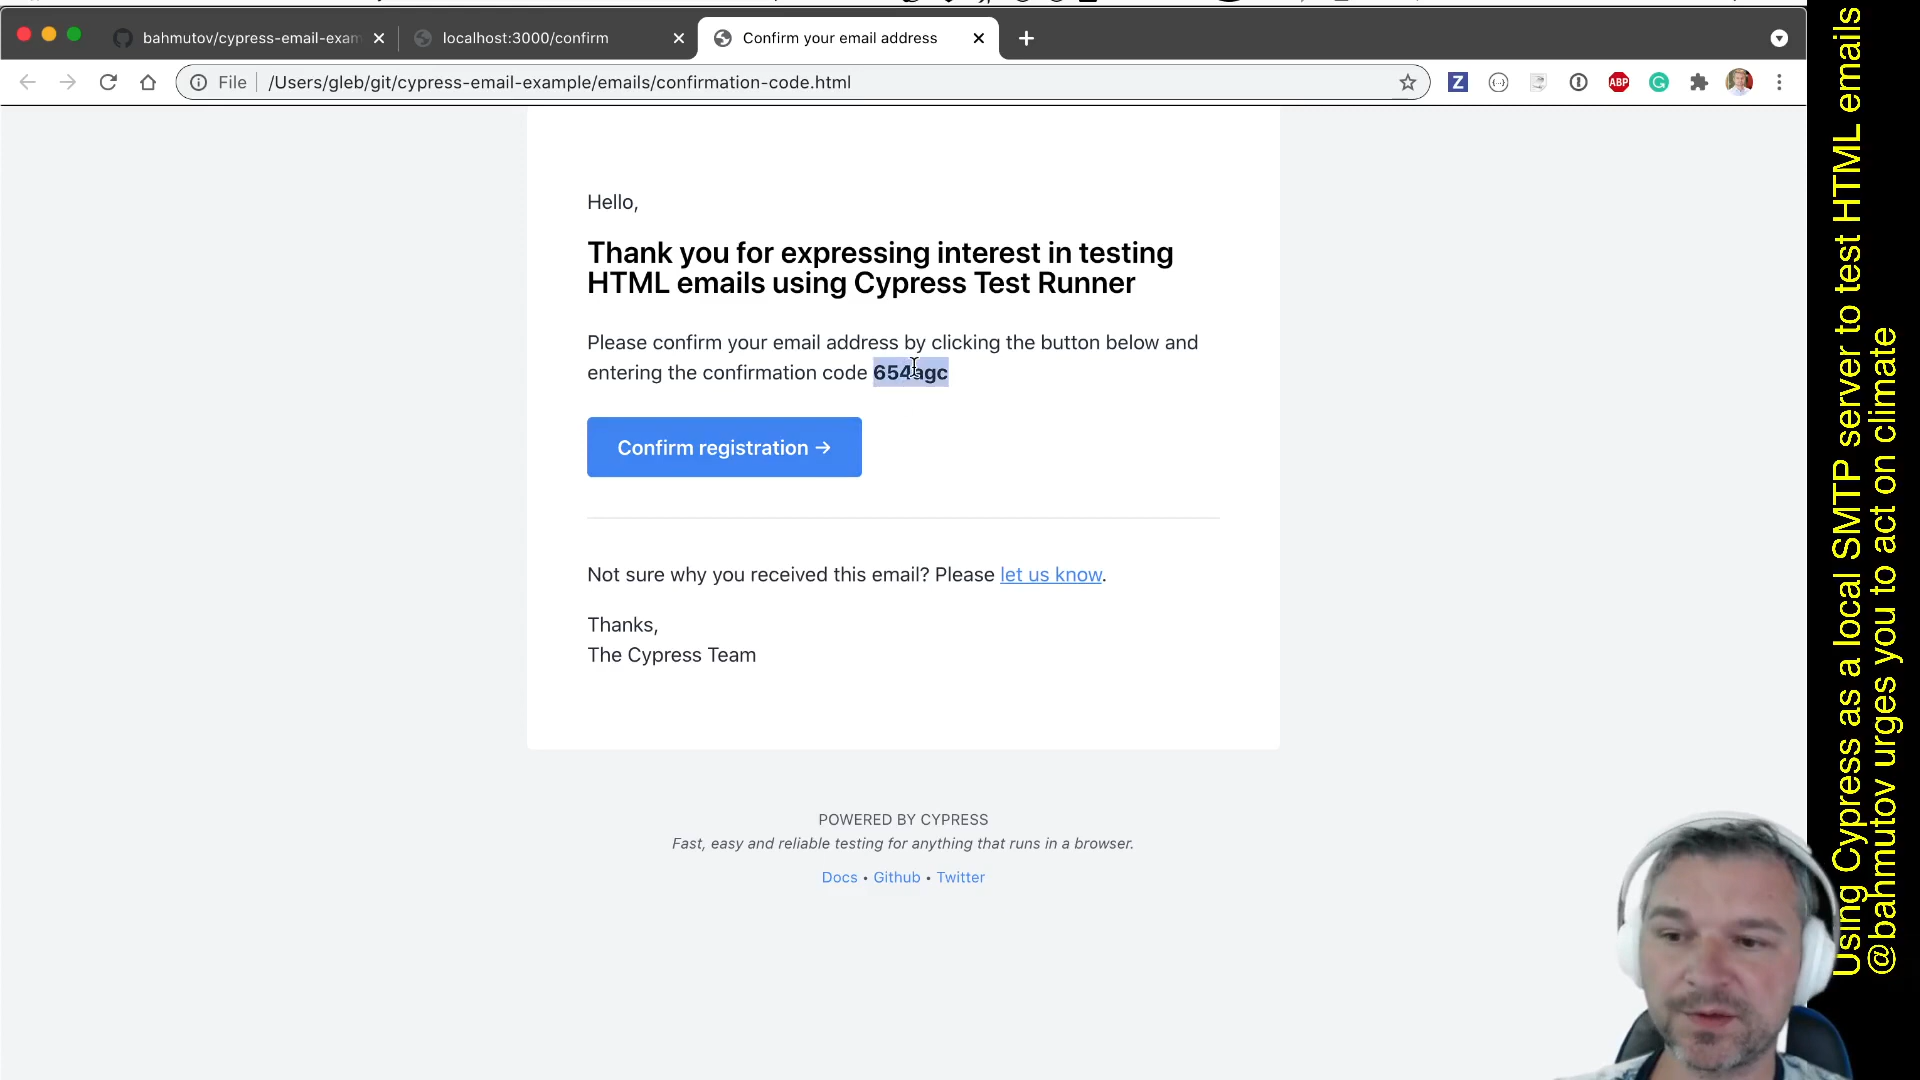 bahmutov/cypress-email-exam
localhost:3000/confirm
Confirm your email address
File
/Users/gleb/git/cypress-email-example/emails/confirmation-code.html
Z
ABP
Hello,
Thank you for expressing interest in testing
HTML emails using Cypress Test Runner
Please confirm your email address by clicking the button below and
entering the confirmation code 654agc
Confirm registration →
Not sure why you received this email? Please let us know.
Thanks,
The Cypress Team
POWERED BY CYPRESS
Fast, easy and reliable testing for anything that runs in a browser.
Docs • Github • Twitter
Using Cypress as a local SMTP server to test HTML emails
@bahmutov urges you to act on climate